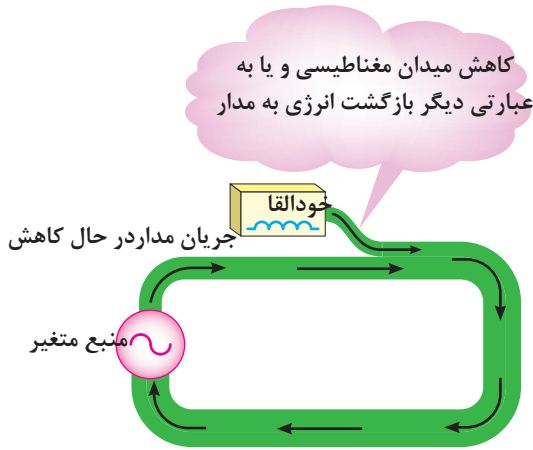 کاهش میدان مغناطیسی و یا به
عبارتی دیگر بازگشت انرژی به مدار
خودالقا
جریان مداردر حال کاهش
منبع متغیر